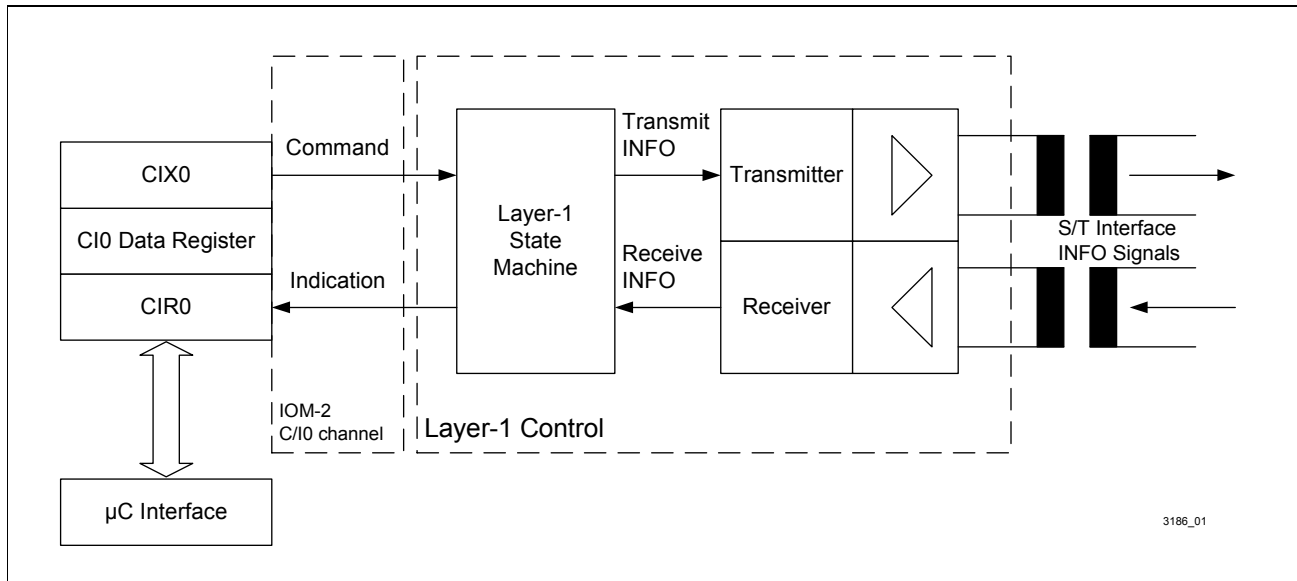 CIX0
CI0 Data Register
CIR0
µC Interface
Command
Indication
IOM-2
C/I0 channel
Layer-1
State
Machine
Transmit
INFO
Receive
INFO
Transmitter
Receiver
Layer-1 Control
S/T Interface
INFO Signals
3186_01